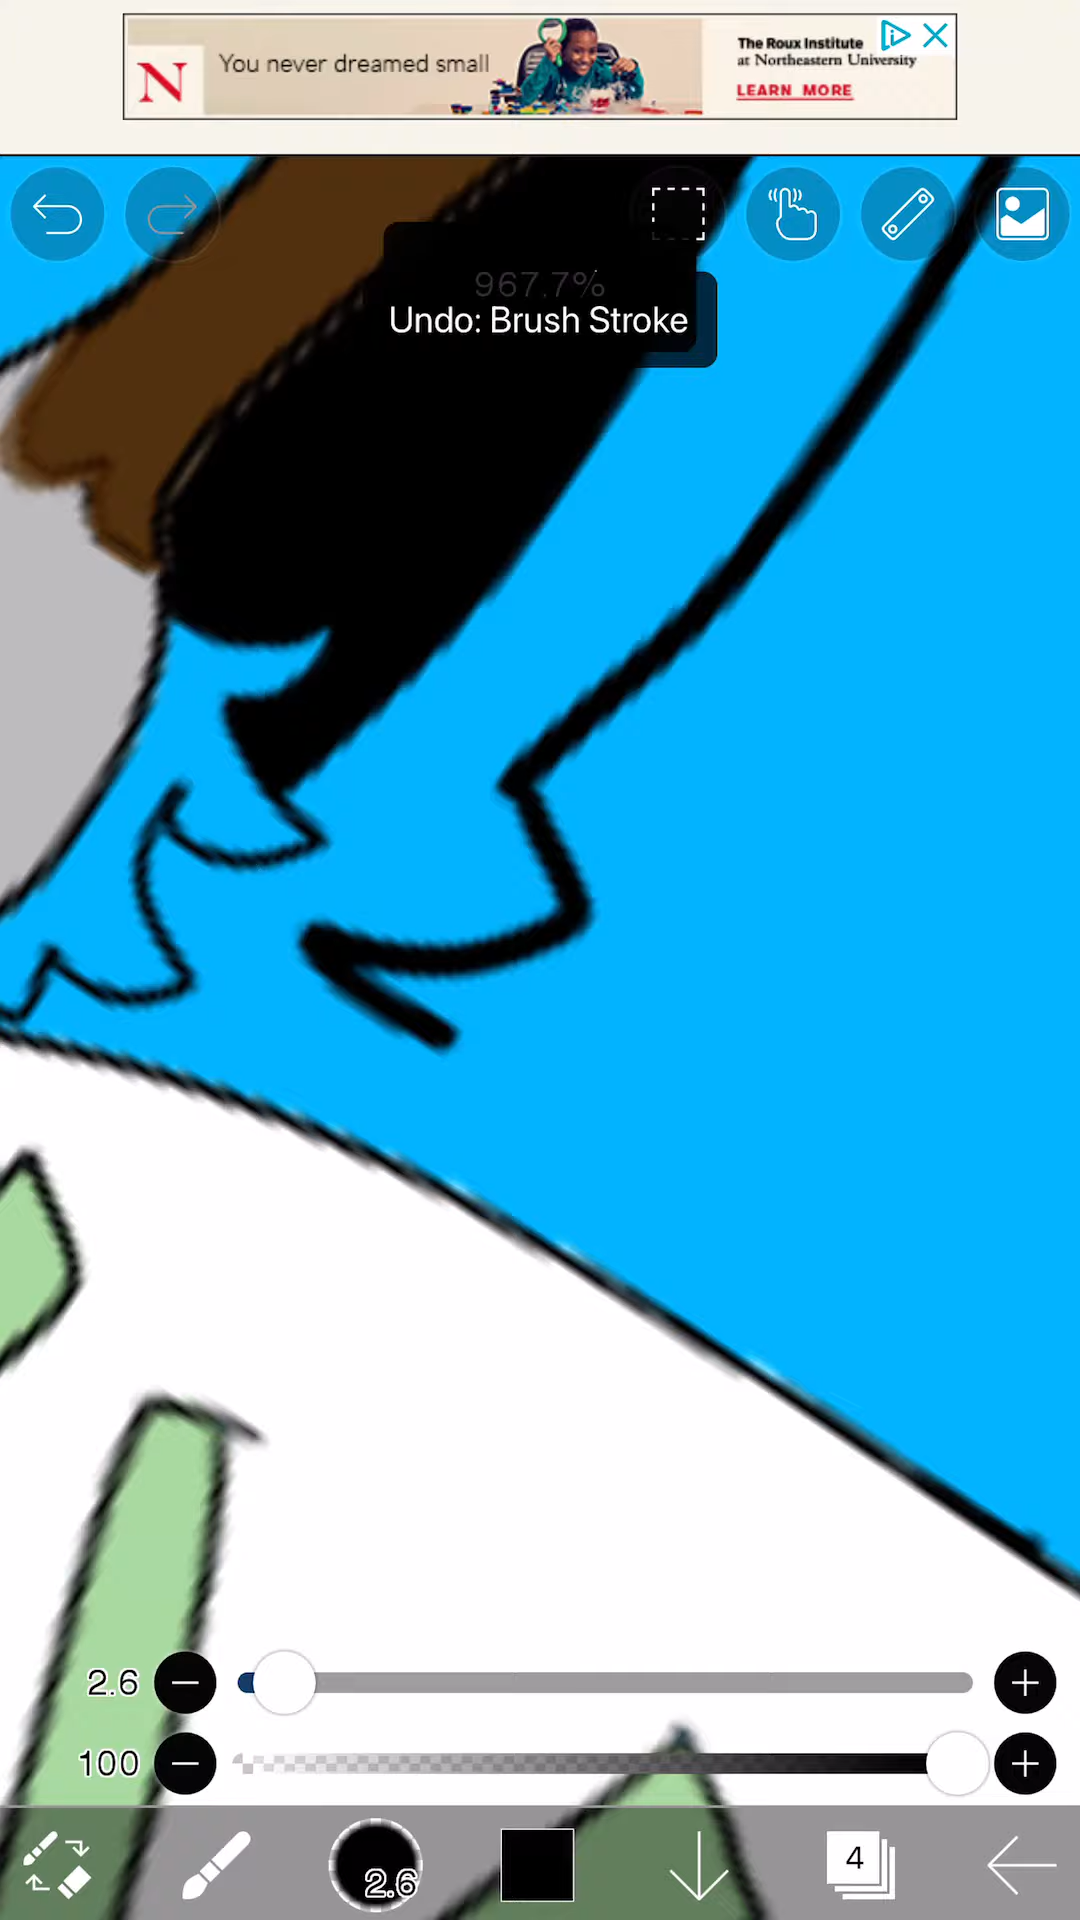 N
You never dreamed small
The Roux Institute
at Northeastern University
LEARN MORE
967.7%
Undo: Brush Stroke
2.6
100
2.6
4